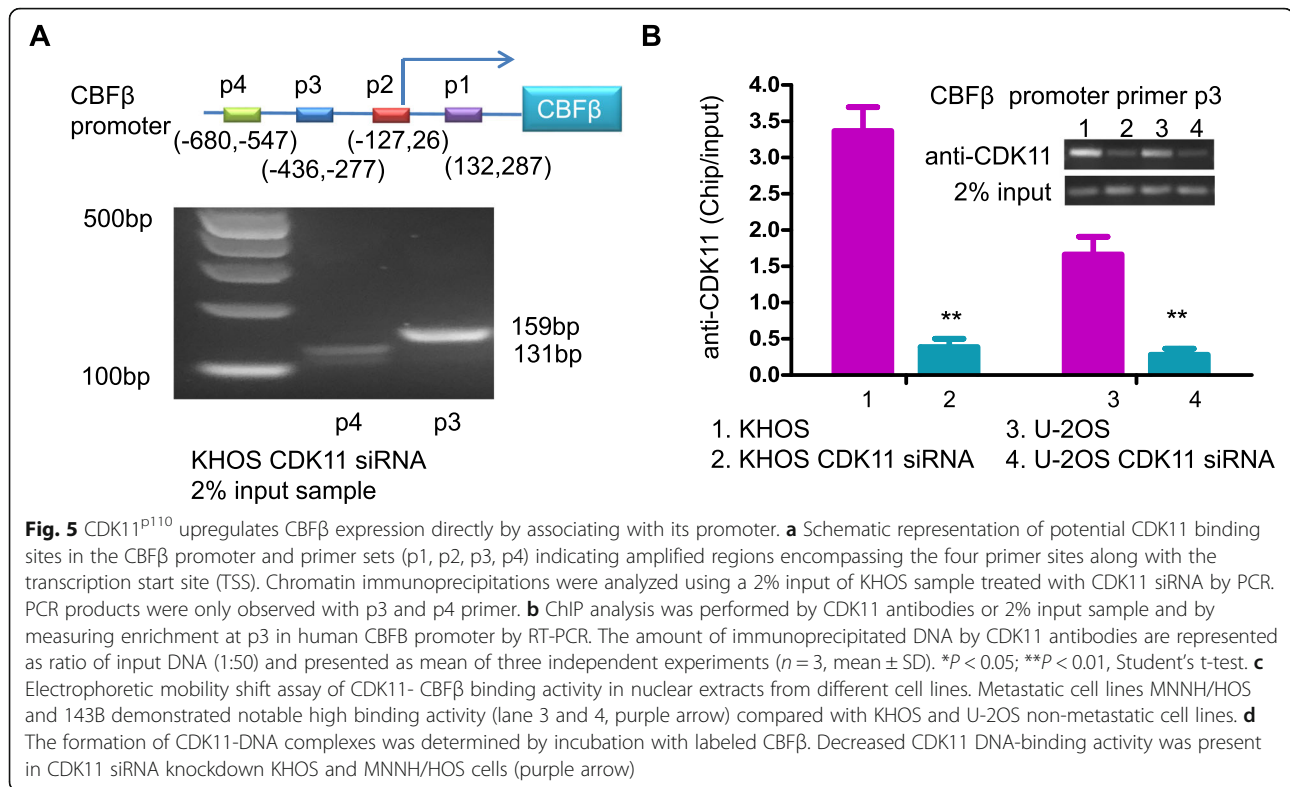 A
p4 p3 p2 p1
CBFβ
promoter
CBFβ
(-680,-547) (-127,26)
(-436,-277) (132,287)
500bp
159bp
131bp
100bp
p4 p3
KHOS CDK11 siRNA
2% input sample
B
anti-CDK11 (Chip/input)
4.0
3.5
3.0
2.5
2.0
1.5
1.0
0.5
0.0
CBFβ promoter primer p3
1 2 3 4
anti-CDK11
2% input
** **
1 2 3 4
1. KHOS 3. U-2OS
2. KHOS CDK11 siRNA 4. U-2OS CDK11 siRNA
Fig. 5 CDK11p110 upregulates CBFβ expression directly by associating with its promoter. a Schematic representation of potential CDK11 binding
sites in the CBFβ promoter and primer sets (p1, p2, p3, p4) indicating amplified regions encompassing the four primer sites along with the
transcription start site (TSS). Chromatin immunoprecipitations were analyzed using a 2% input of KHOS sample treated with CDK11 siRNA by PCR.
PCR products were only observed with p3 and p4 primer. b ChIP analysis was performed by CDK11 antibodies or 2% input sample and by
measuring enrichment at p3 in human CBFB promoter by RT-PCR. The amount of immunoprecipitated DNA by CDK11 antibodies are represented
as ratio of input DNA (1:50) and presented as mean of three independent experiments (n = 3, mean ± SD). *P < 0.05; **P < 0.01, Student's t-test. c
Electrophoretic mobility shift assay of CDK11- CBFβ binding activity in nuclear extracts from different cell lines. Metastatic cell lines MNNH/HOS
and 143B demonstrated notable high binding activity (lane 3 and 4, purple arrow) compared with KHOS and U-2OS non-metastatic cell lines. d
The formation of CDK11-DNA complexes was determined by incubation with labeled CBFβ. Decreased CDK11 DNA-binding activity was present
in CDK11 siRNA knockdown KHOS and MNNH/HOS cells (purple arrow)